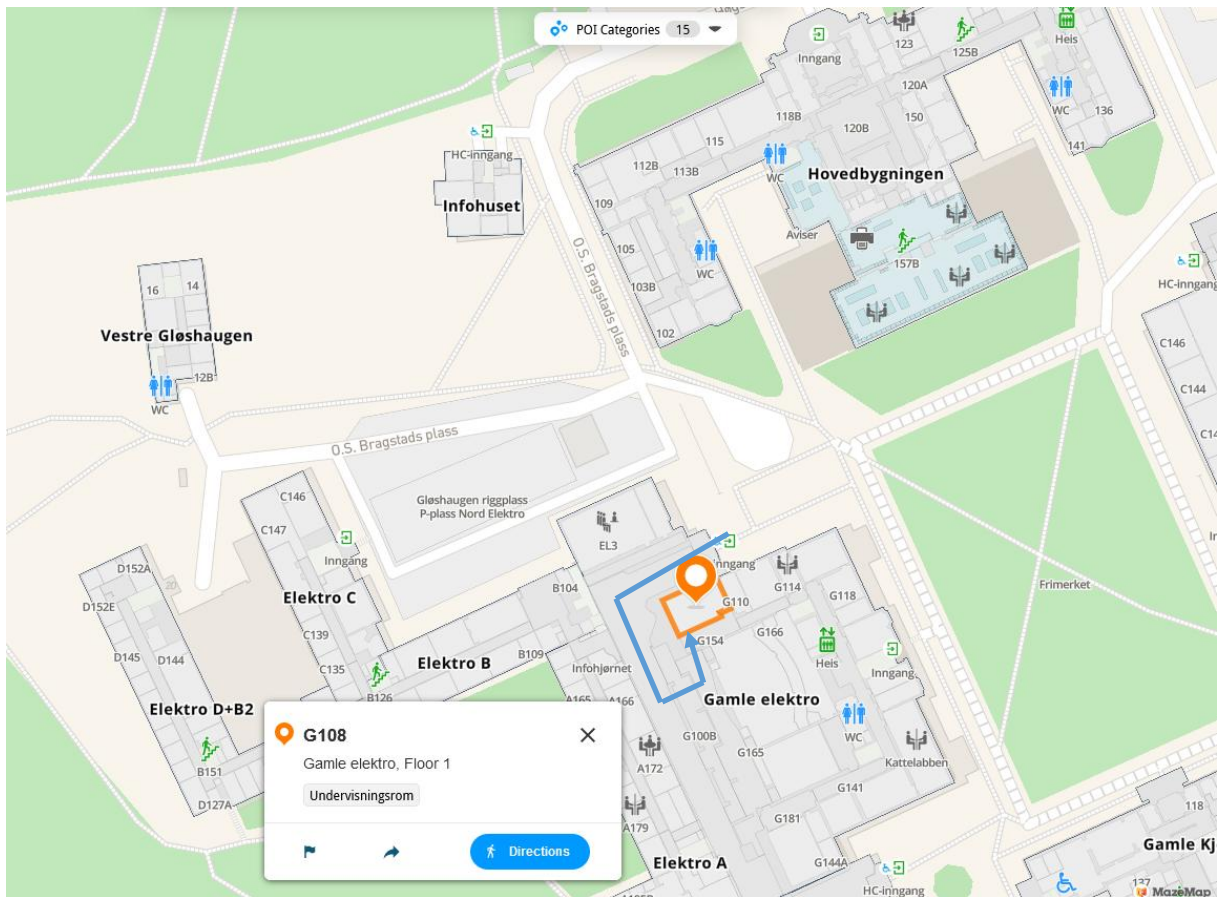 POI Categories 15
123
Inngang
125B
Heis
120A
WC
136
118B
150
120B
115
141
HC-inngang
WC
112B
113B
Hovedbygningen
Infohuset
109
Aviser
O.S. Bragstads plass
105
WC
157B
103B
HC-inngang
16
14
102
Vestre Gløshaugen
C146
12B
WC
C144
O.S. Bragstads plass
C146
Gløshaugen riggplass
P-plass Nord Elektro
C147
EL3
Inngang
Inngang
D152A
20
B104
G110
G114
G118
Frimerket
D152E
Elektro C
C139
G154
G166
D145
D144
Elektro B
B109
Infohjørnet
Heis
C135
Inngang
B126
A165
A166
Gamle elektro
Elektro D+B2
G108
Gamle elektro, Floor 1
Undervisningsrom
G100B
WC
G165
A172
Kattelabben
B151
G141
D127A
118
G181
A179
Directions
Gamle Kj
Elektro A
G144A
HC-inngang
137
MazeMap